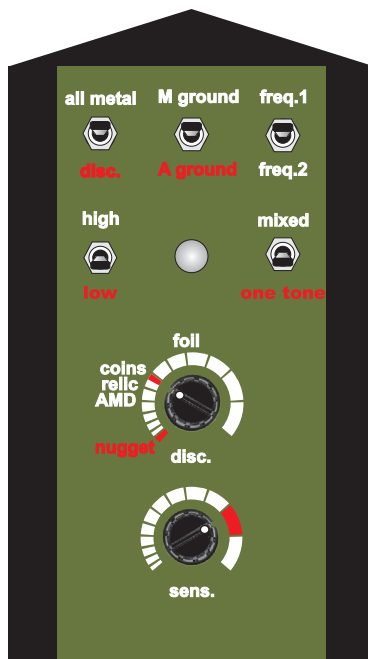 all metal M ground freq.1
disc. A ground freq.2
high mixed
low one tone
foil
coins
relic
AMD
nugget
disc.
sens.